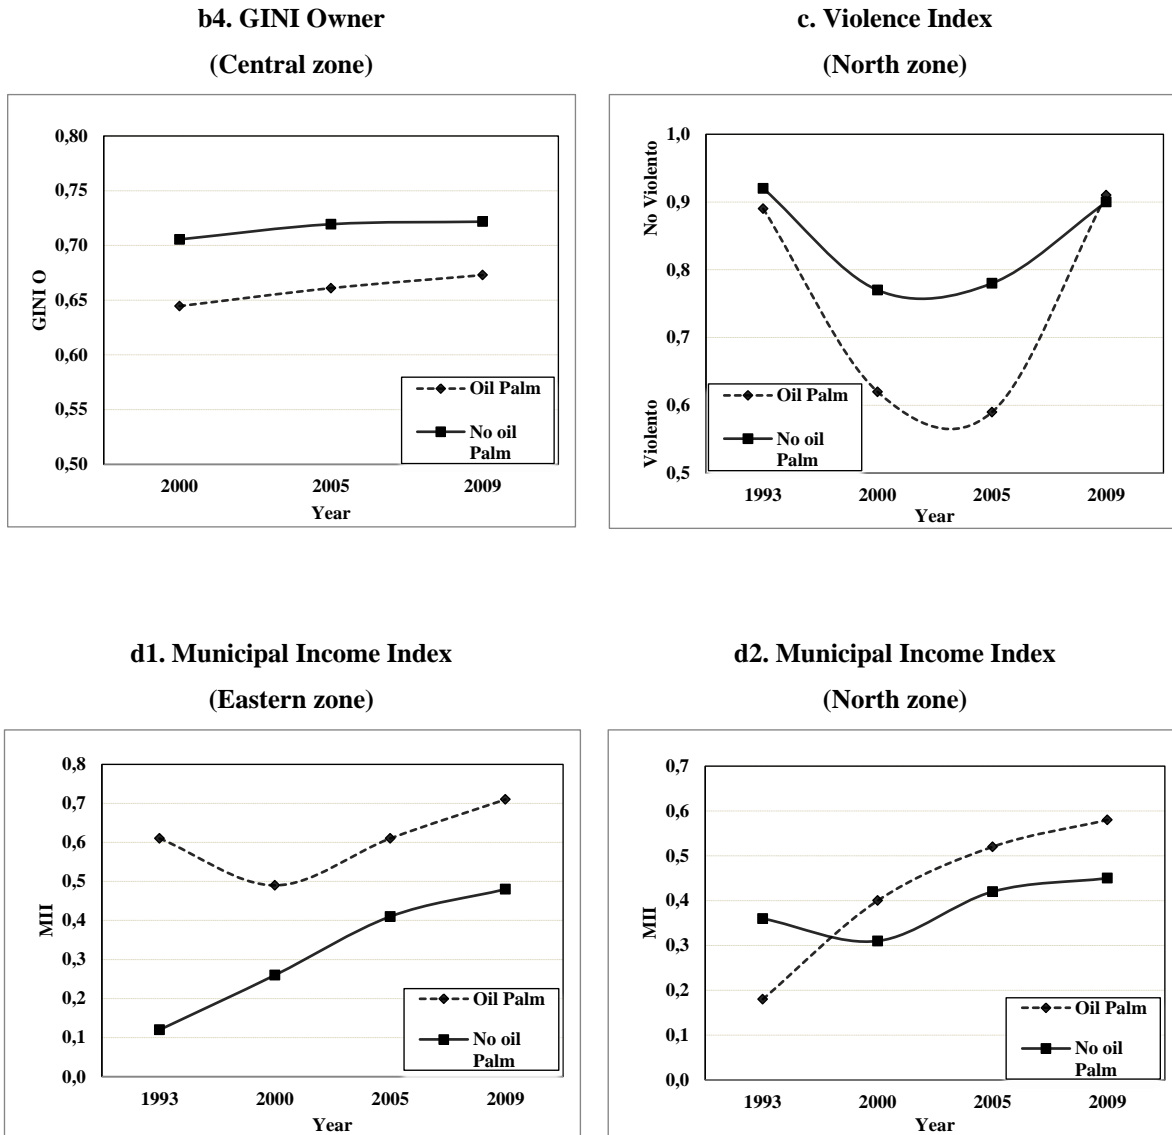 b4. GINI Owner
(Central zone)
0,80
0,75
0,70
0,65
0,60
0,55
0,50
GINI O
2000 2005 2009
Year
Oil Palm
No oil
Palm
c. Violence Index
(North zone)
1,0
0,9
0,8
0,7
0,6
0,5
No Violento
Violento
1993 2000 2005 2009
Year
Oil Palm
No oil
Palm
d1. Municipal Income Index
(Eastern zone)
0,8
0,7
0,6
0,5
0,4
0,3
0,2
0,1
0,0
MII
1993 2000 2005 2009
Year
Oil Palm
No oil
Palm
d2. Municipal Income Index
(North zone)
0,7
0,6
0,5
0,4
0,3
0,2
0,1
0,0
MII
1993 2000 2005 2009
Year
Oil Palm
No oil
Palm